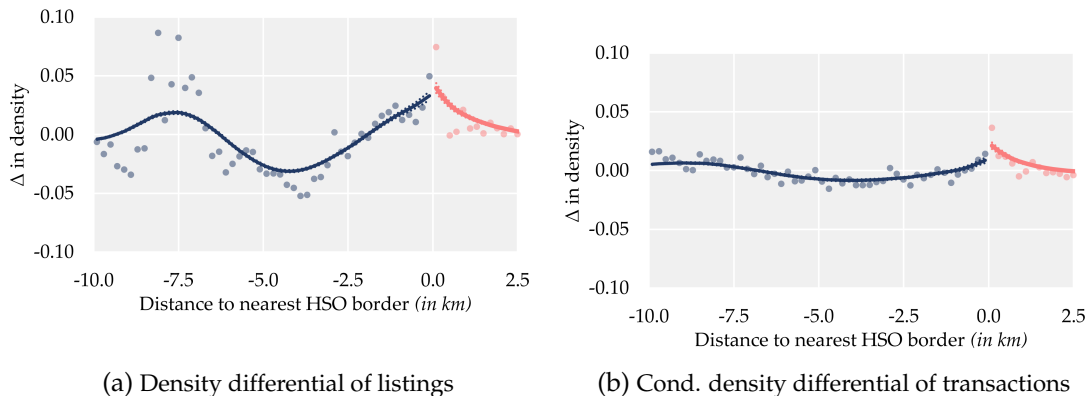 0.10
0.05
0.00
-0.05
-0.10
Δ in density
-10.0 -7.5 -5.0 -2.5 0.0 2.5
Distance to nearest HSO border (in km)
(a) Density differential of listings
0.10
0.05
0.00
-0.05
-0.10
Δ in density
-10.0 -7.5 -5.0 -2.5 0.0 2.5
Distance to nearest HSO border (in km)
(b) Cond. density differential of transactions